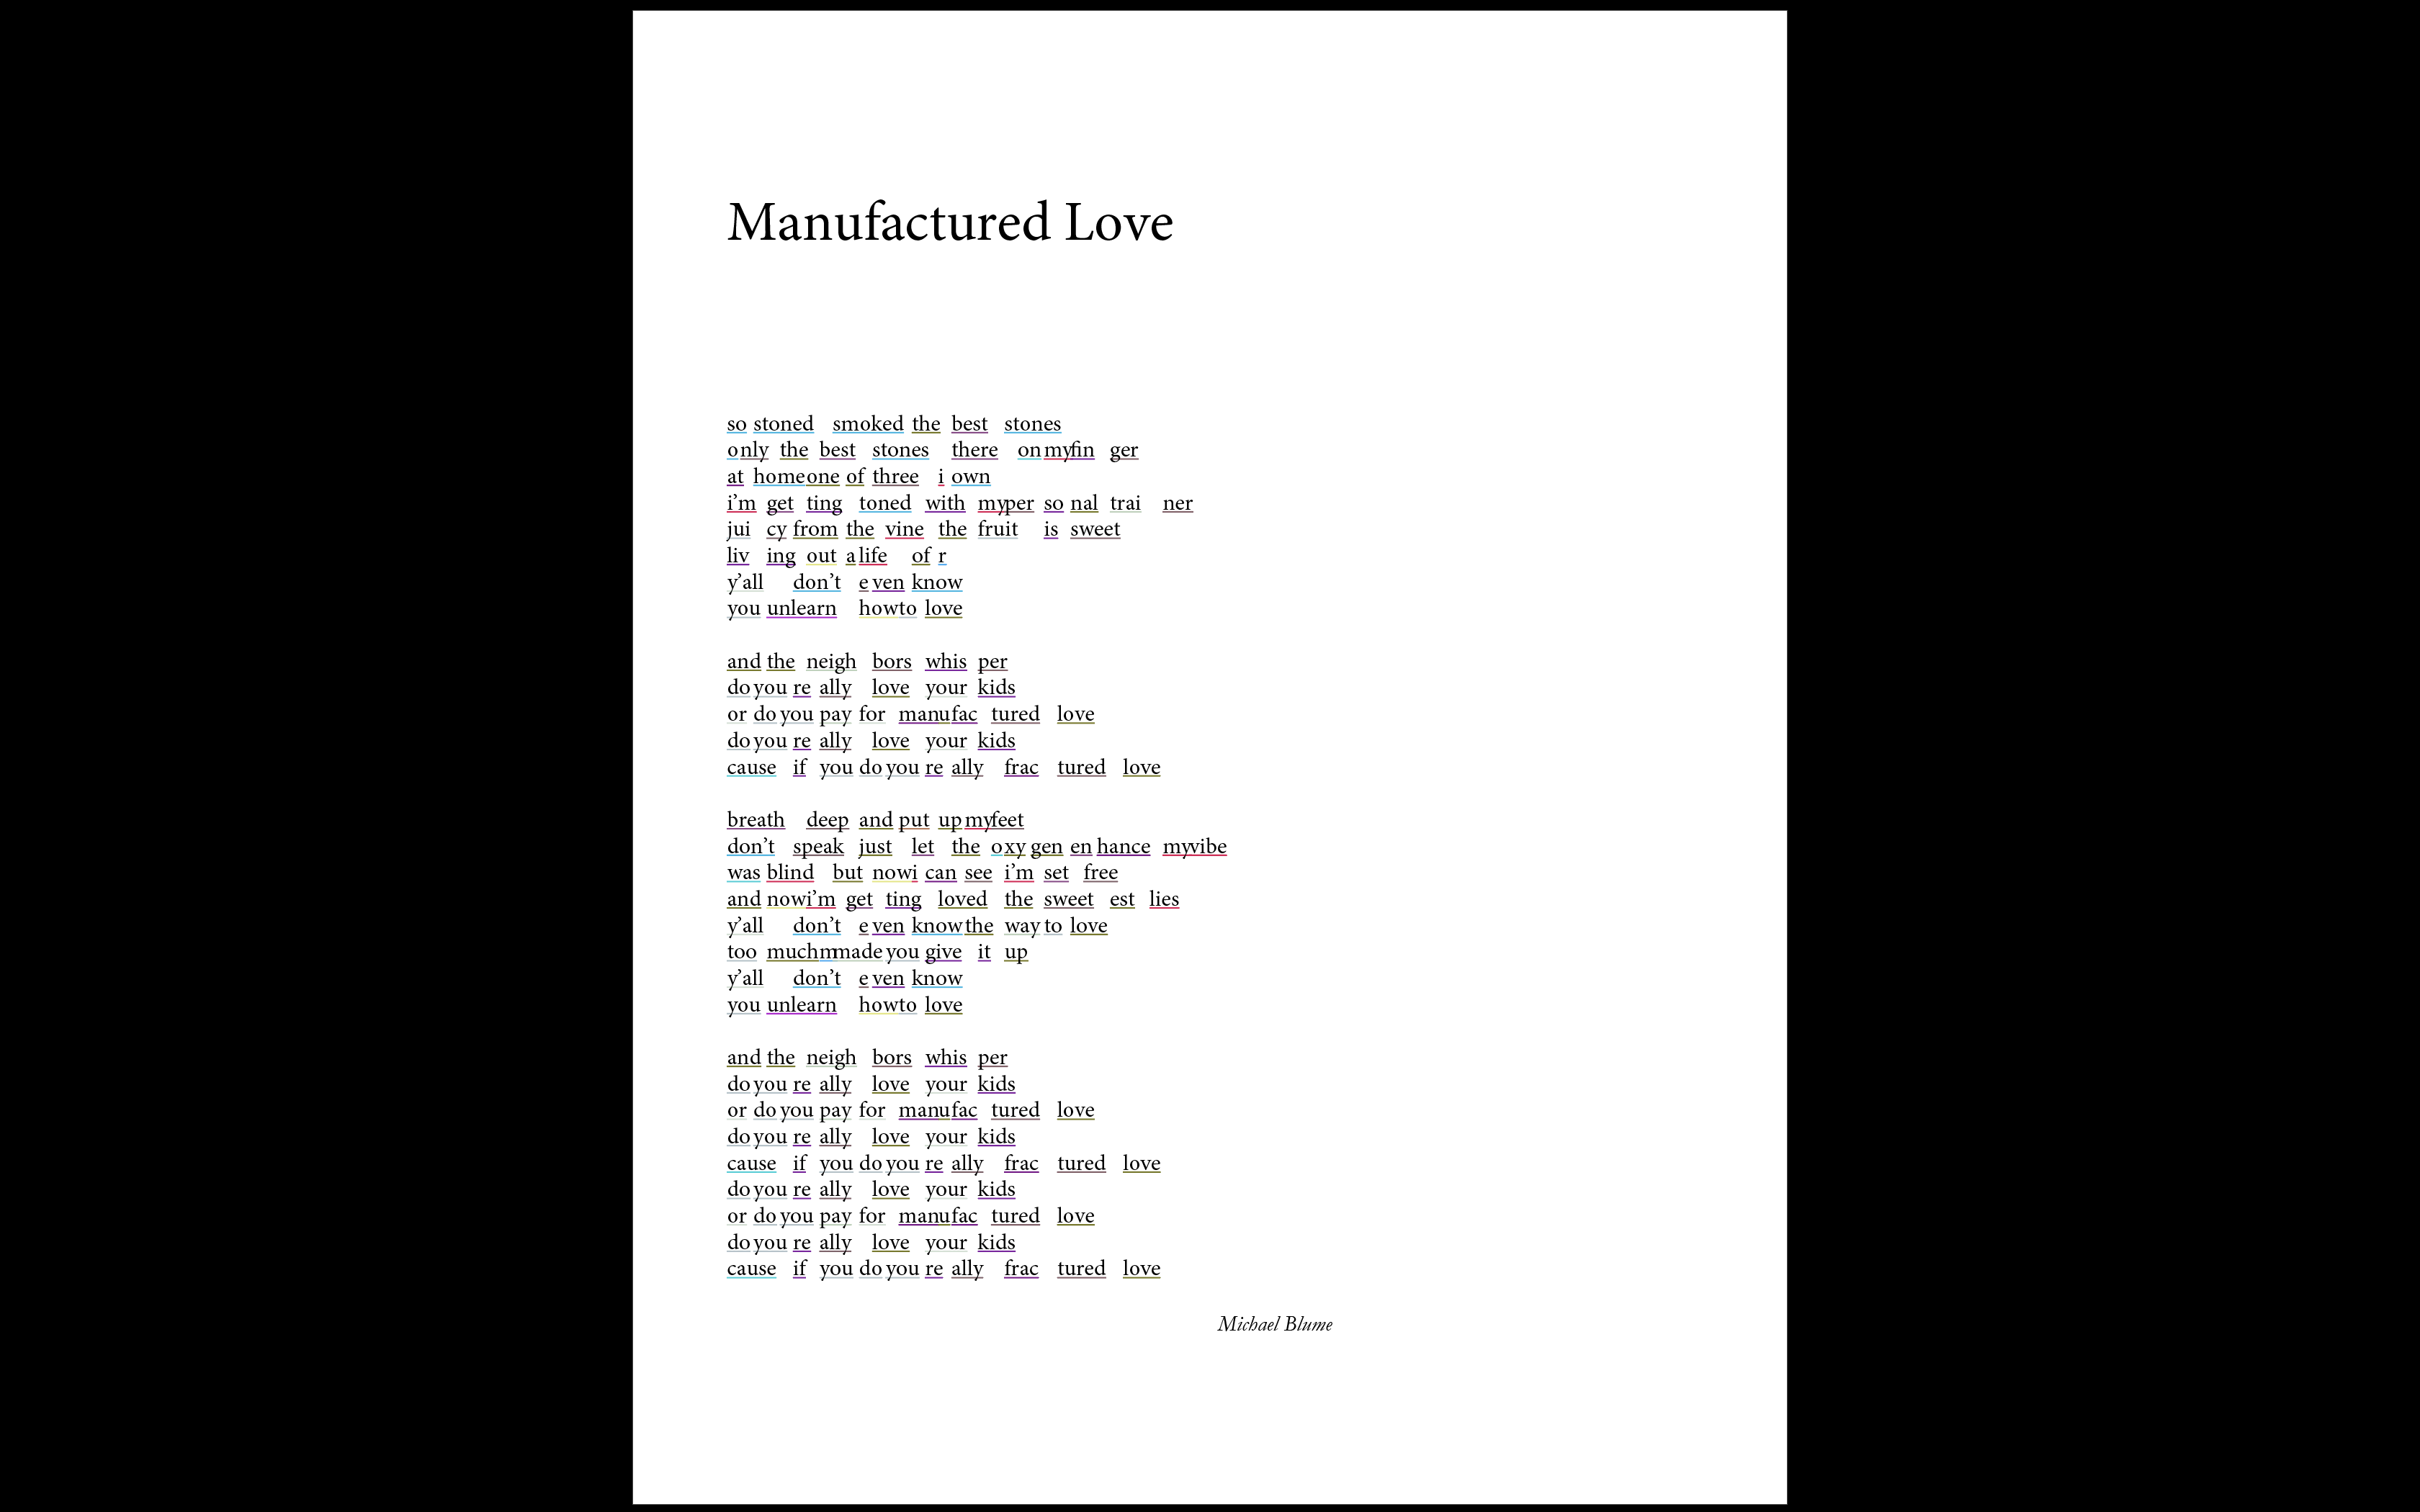 Manufactured Love
so stoned smoked the best stones
only the best stones there on my fin ger
at home one of three i own
i'm get ting toned with my per so nal trai ner
jui cy from the vine the fruit is sweet
liv ing out a life of r
y'all don't e ven know
you unlearn how to love
and the neigh bors whis per
do you re ally love your kids
or do you pay for manufac tured love
do you re ally love your kids
cause if you do you re ally frac tured love
breath deep and put up my feet
don't speak just let the oxy gen en hance my vibe
was blind but now i can see i'm set free
and now i'm get ting loved the sweet est lies
y'all don't e ven know the way to love
too much m made you give it up
y'all don't e ven know
you unlearn how to love
and the neigh bors whis per
do you re ally love your kids
or do you pay for manufac tured love
do you re ally love your kids
cause if you do you re ally frac tured love
do you re ally love your kids
or do you pay for manufac tured love
do you re ally love your kids
cause if you do you re ally frac tured love
Michael Blume